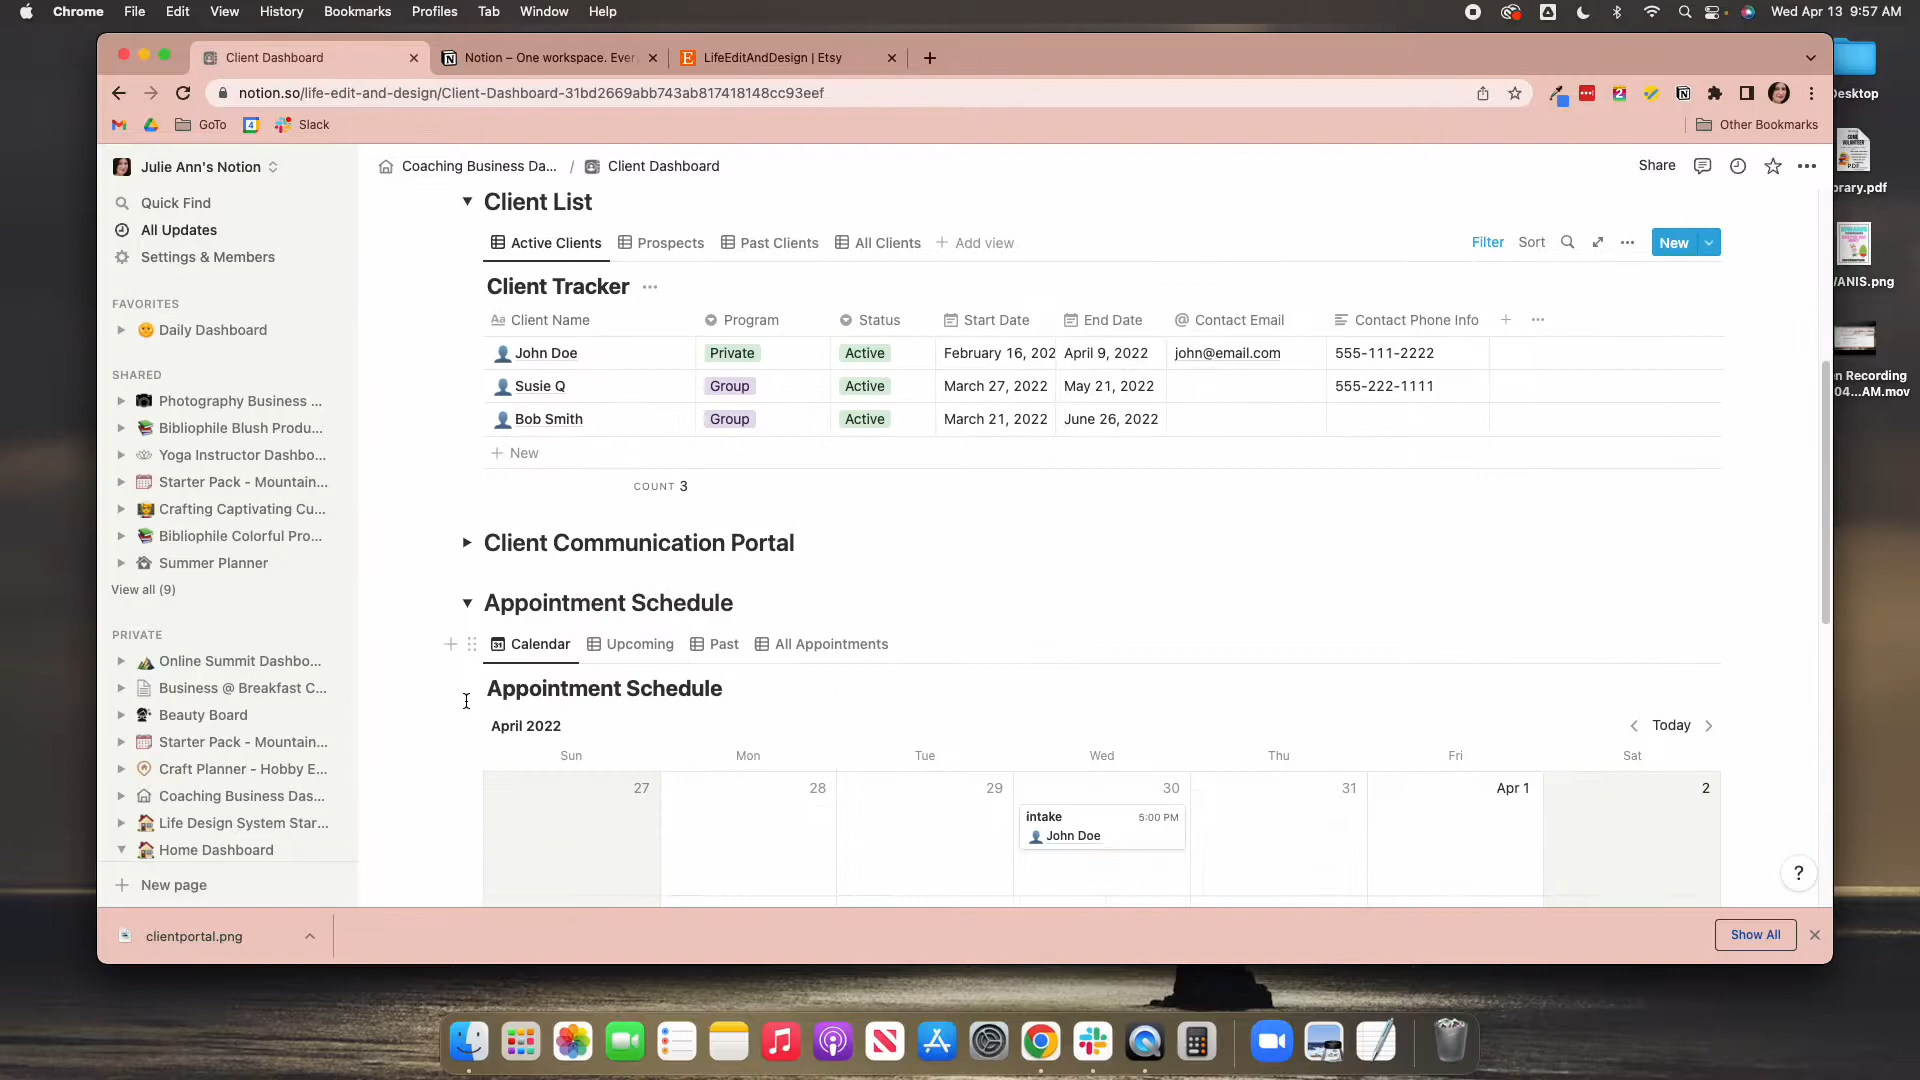 Chrome File Edit View History Bookmarks Profiles Tab Window Help
Wed Apr 13 9:57 AM
Client Dashboard
Notion – One workspace. Ever
LifeEditAndDesign | Etsy
notion.so/life-edit-and-design/Client-Dashboard-31bd2669abb743ab817418148cc93eef
GoTo
4
Slack
Other Bookmarks
Julie Ann's Notion
Quick Find
All Updates
Settings & Members
FAVORITES
Daily Dashboard
SHARED
Photography Business ...
Bibliophile Blush Produ...
Yoga Instructor Dashbo...
Starter Pack - Mountain...
Crafting Captivating Cu...
Bibliophile Colorful Pro...
Summer Planner
View all (9)
PRIVATE
Online Summit Dashbo...
Business @ Breakfast C...
Beauty Board
Starter Pack - Mountain...
Craft Planner - Hobby E...
Coaching Business Das...
Life Design System Star...
Home Dashboard
New page
Coaching Business Da... / Client Dashboard
Share
Client List
Active Clients Prospects Past Clients All Clients + Add view
Filter Sort New
Client Tracker
Client Name Program Status Start Date End Date Contact Email Contact Phone Info
John Doe Private Active February 16, 202 April 9, 2022 john@email.com 555-111-2222
Susie Q Group Active March 27, 2022 May 21, 2022 555-222-1111
Bob Smith Group Active March 21, 2022 June 26, 2022
+ New
COUNT 3
Client Communication Portal
Appointment Schedule
Calendar Upcoming Past All Appointments
Appointment Schedule
April 2022
Today
Sun Mon Tue Wed Thu Fri Sat
27 28 29 30 31 Apr 1 2
intake 5:00 PM
John Doe
?
clientportal.png
Show All
Desktop
brary.pdf
VANIS.png
en Recording
04...AM.mov